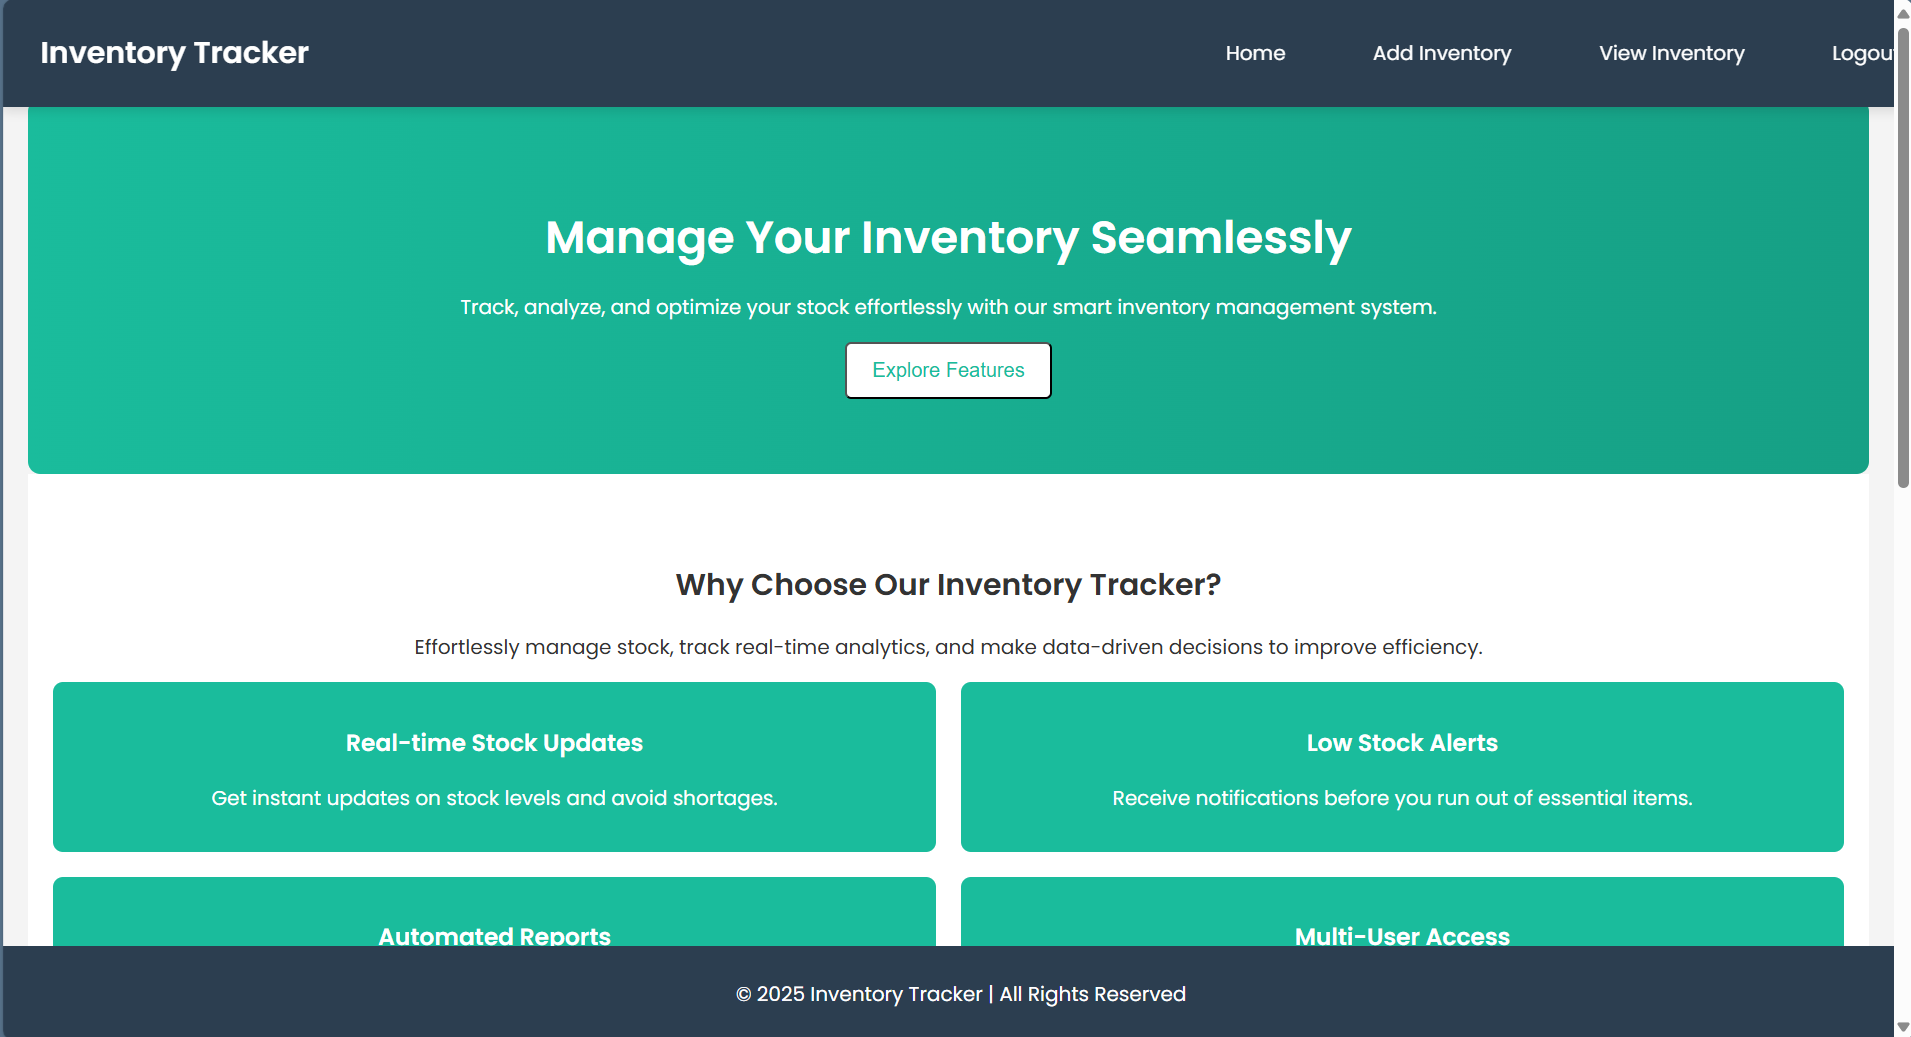 Inventory Tracker
Home
Add Inventory
View Inventory
Logou
Manage Your Inventory Seamlessly
Track, analyze, and optimize your stock effortlessly with our smart inventory management system.
Explore Features
Why Choose Our Inventory Tracker?
Effortlessly manage stock, track real-time analytics, and make data-driven decisions to improve efficiency.
Real-time Stock Updates
Get instant updates on stock levels and avoid shortages.
Low Stock Alerts
Receive notifications before you run out of essential items.
Automated Reports
Multi-User Access
© 2025 Inventory Tracker | All Rights Reserved